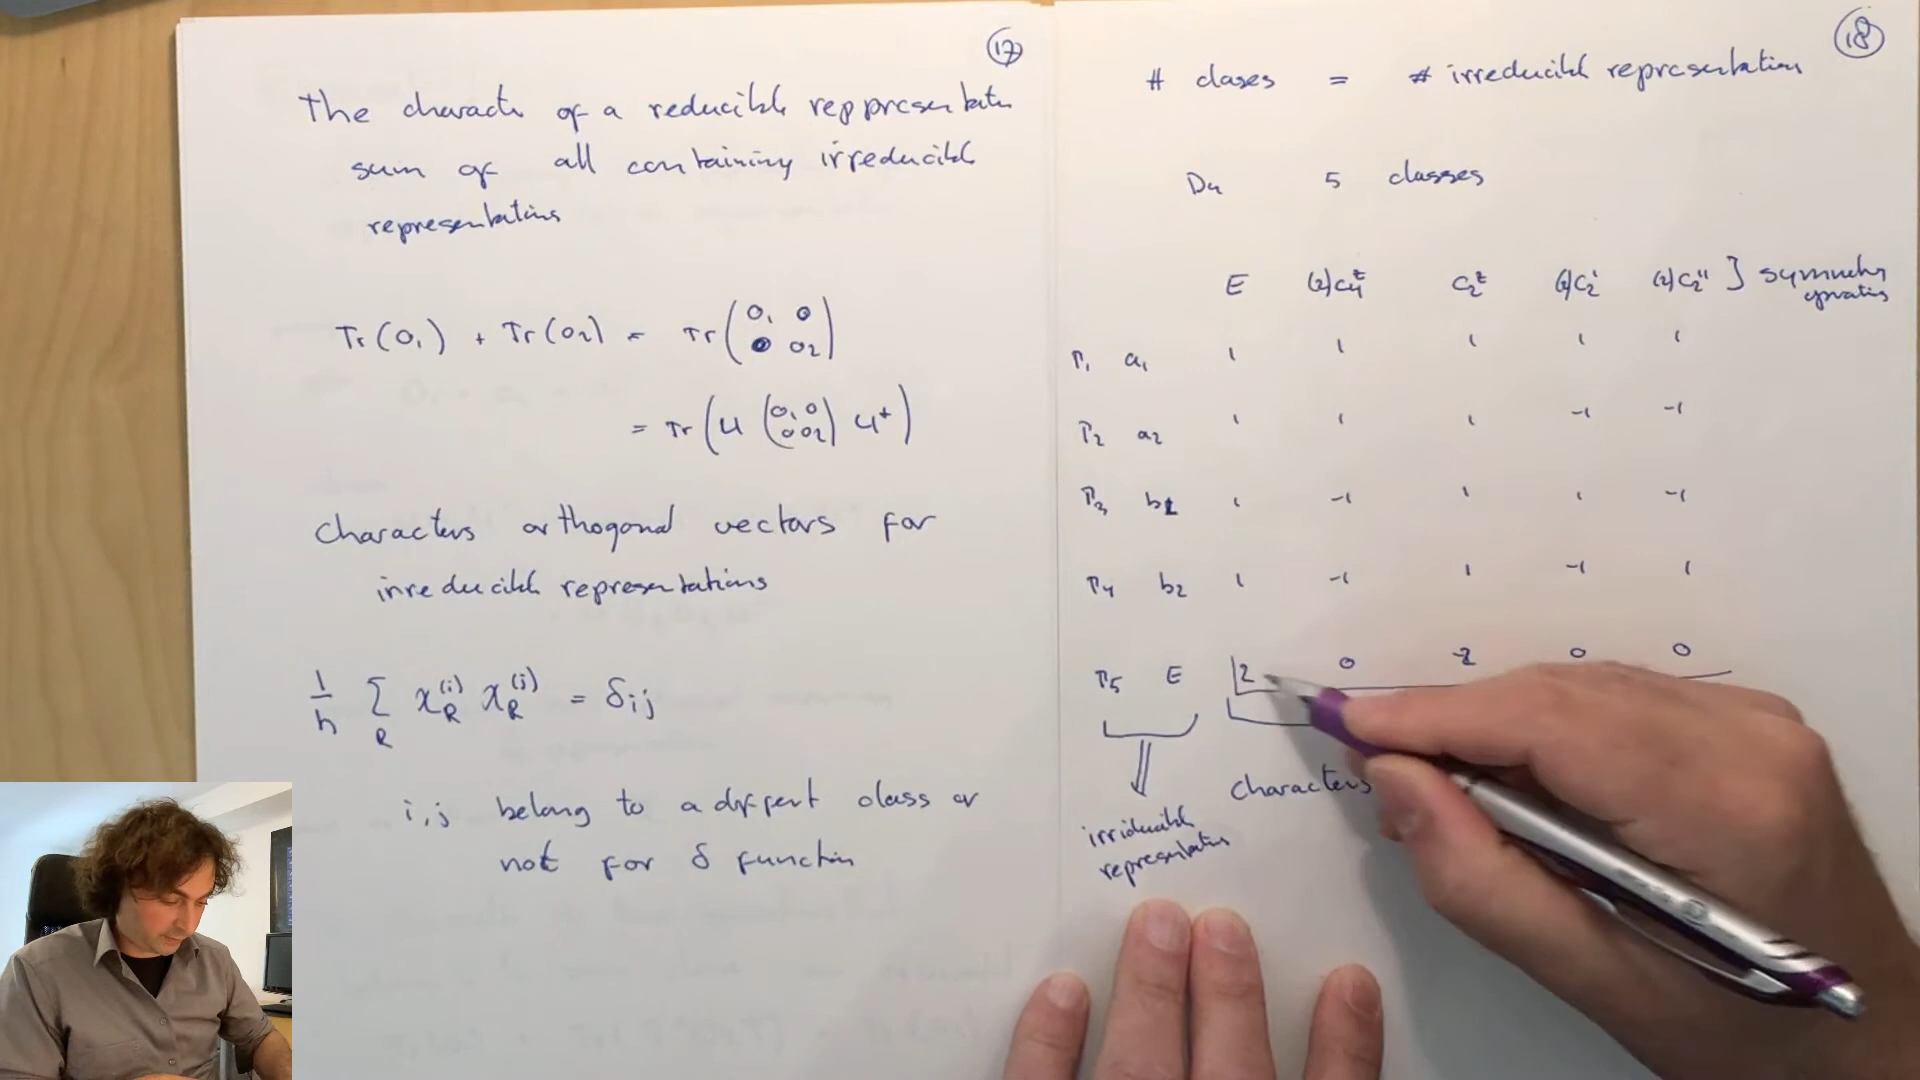 17
The character of a reducible reppresentation
sum of all containing irreducible
representations
Tr(O₁) + Tr(O₂) = Tr(O₁ 0
0 O₂)
= Tr(U (O₁ 0
0 O₂) U⁺)
characters orthogonal vectors for
irreducible representations
1/h Σ_R χ_R^(i) χ_R^(j) = δij
i,j belong to a different class or
not for δ function
18
# classes = # irreducible representation
D4 5 classes
E (2)C4^z C2^z (2)C2' (2)C2'' ] symmetry
operations
Γ1 a1 1 1 1 1 1
Γ2 a2 1 1 1 -1 -1
Γ3 b1 1 -1 1 1 -1
Γ4 b2 1 -1 1 -1 1
Γ5 E 2 0 -2 0 0
characters
irriducible
representation